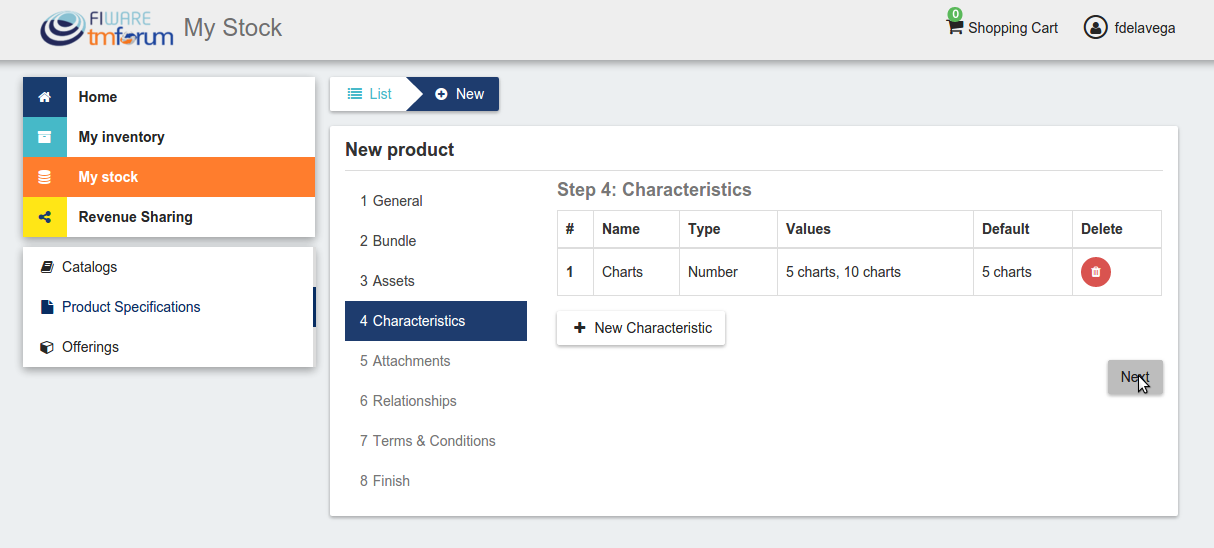 FIWARE
tmforum
My Stock
0
Shopping Cart
fdelavega
Home
My inventory
My stock
Revenue Sharing
Catalogs
Product Specifications
Offerings
List
New
New product
1 General
2 Bundle
3 Assets
4 Characteristics
5 Attachments
6 Relationships
7 Terms & Conditions
8 Finish
Step 4: Characteristics
# Name Type Values Default Delete
1 Charts Number 5 charts, 10 charts 5 charts
New Characteristic
Next